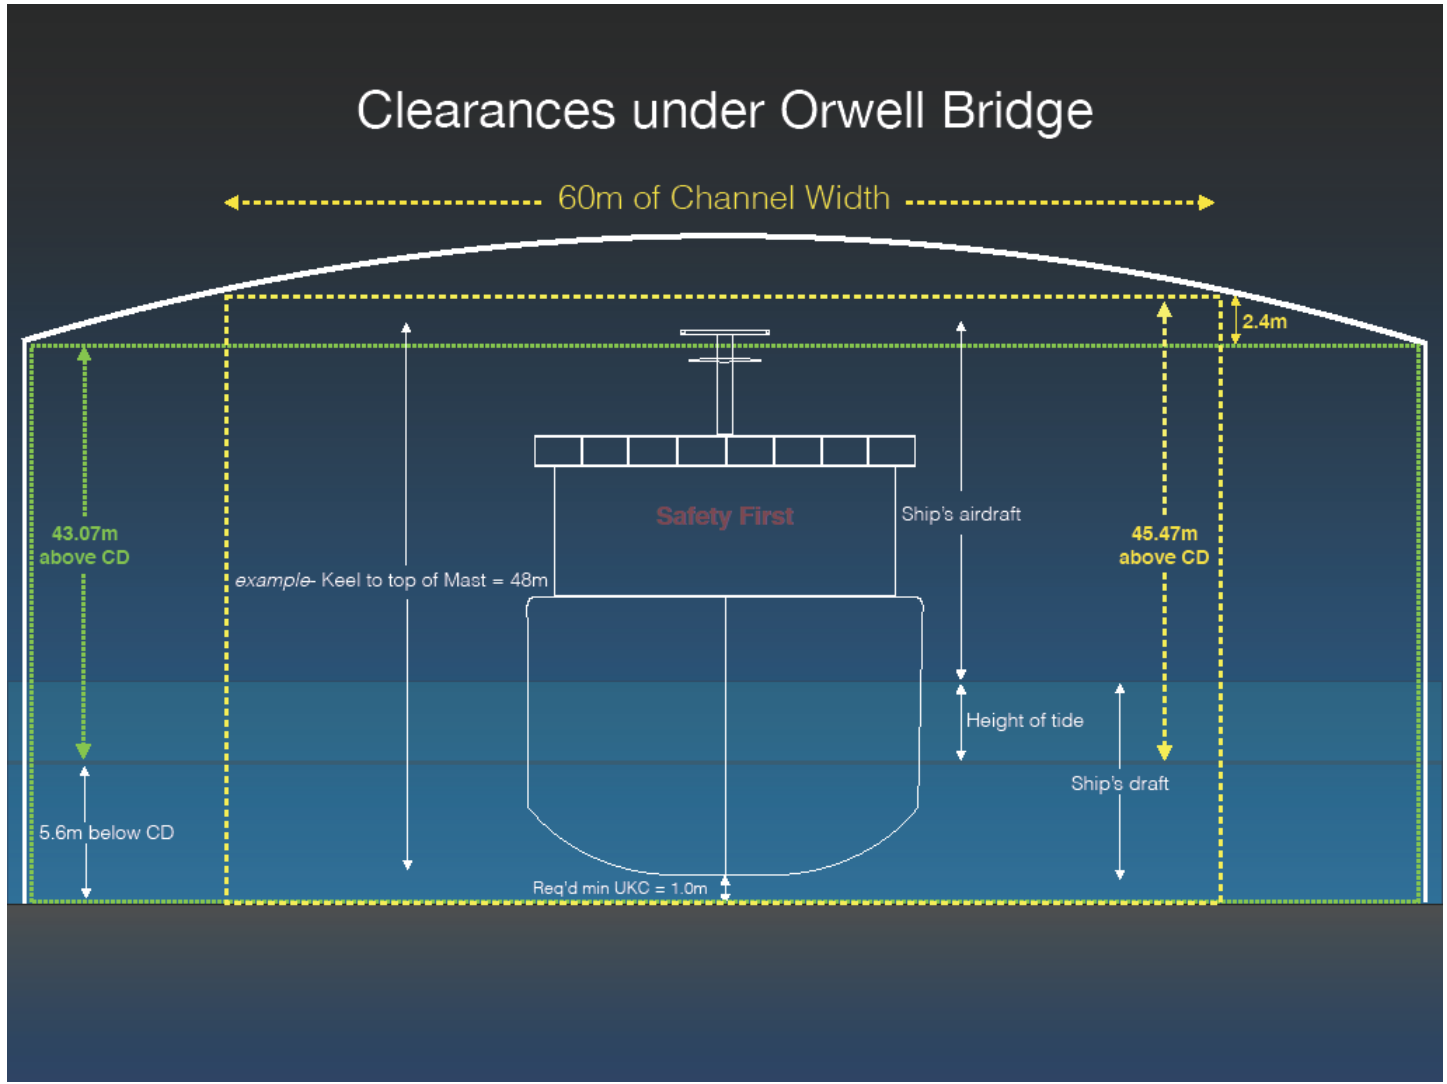 Clearances under Orwell Bridge
60m of Channel Width
2.4m
Safety First
Ship's airdraft
43.07m
above CD
45.47m
above CD
example- Keel to top of Mast = 48m
Height of tide
Ship's draft
5.6m below CD
Req'd min UKC = 1.0m